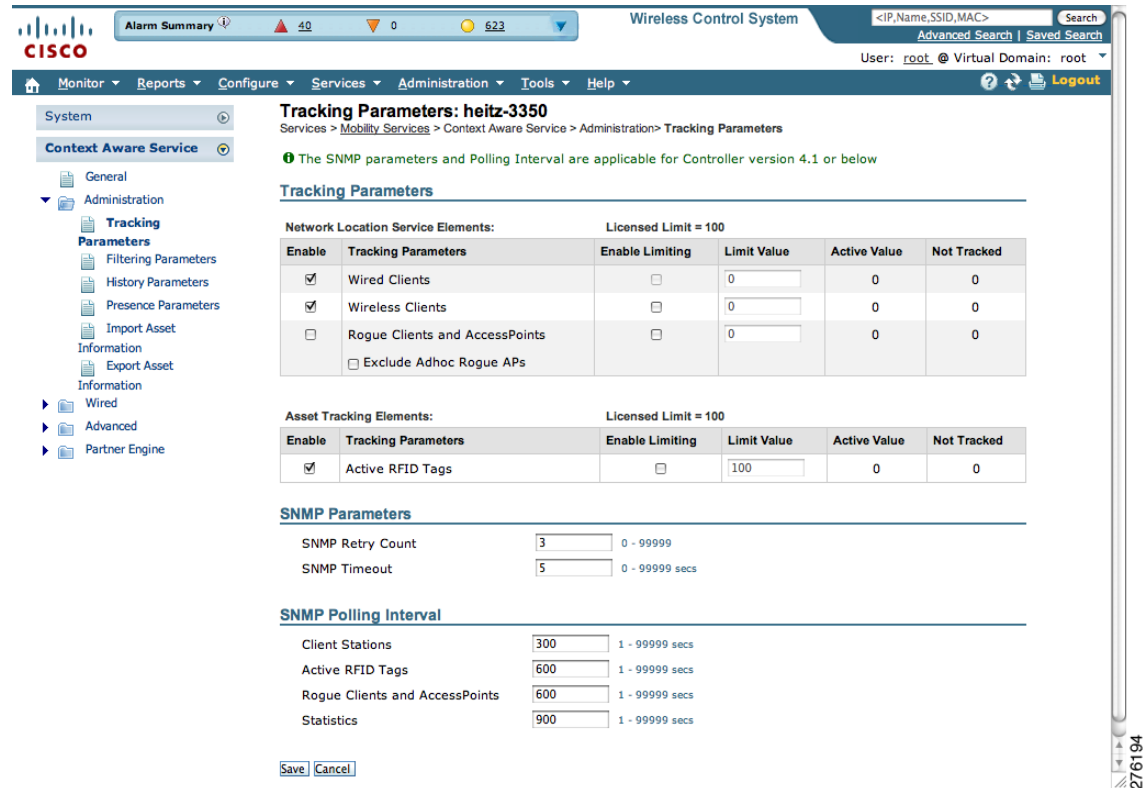 Alarm Summary 40 0 623
Wireless Control System
<IP,Name,SSID,MAC> Search
Advanced Search | Saved Search
CISCO
User: root @ Virtual Domain: root
Monitor Reports Configure Services Administration Tools Help Logout
System
Context Aware Service
General
Administration
Tracking
Parameters
Filtering Parameters
History Parameters
Presence Parameters
Import Asset
Information
Export Asset
Information
Wired
Advanced
Partner Engine
Tracking Parameters: heitz-3350
Services > Mobility Services > Context Aware Service > Administration> Tracking Parameters
The SNMP parameters and Polling Interval are applicable for Controller version 4.1 or below
Tracking Parameters
Network Location Service Elements: Licensed Limit = 100
Enable Tracking Parameters Enable Limiting Limit Value Active Value Not Tracked
Wired Clients 0 0 0
Wireless Clients 0 0 0
Rogue Clients and AccessPoints 0 0 0
Exclude Adhoc Rogue APs
Asset Tracking Elements: Licensed Limit = 100
Enable Tracking Parameters Enable Limiting Limit Value Active Value Not Tracked
Active RFID Tags 100 0 0
SNMP Parameters
SNMP Retry Count 3 0 - 99999
SNMP Timeout 5 0 - 99999 secs
SNMP Polling Interval
Client Stations 300 1 - 99999 secs
Active RFID Tags 600 1 - 99999 secs
Rogue Clients and AccessPoints 600 1 - 99999 secs
Statistics 900 1 - 99999 secs
Save Cancel
276194